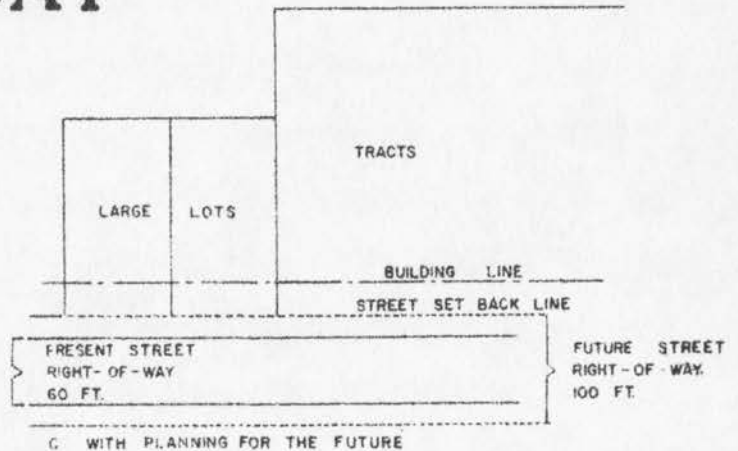 TRACTS
LARGE LOTS
BUILDING LINE
STREET SET BACK LINE
PRESENT STREET
RIGHT-OF-WAY
60 FT.
FUTURE STREET
RIGHT-OF-WAY.
100 FT.
C WITH PLANNING FOR THE FUTURE